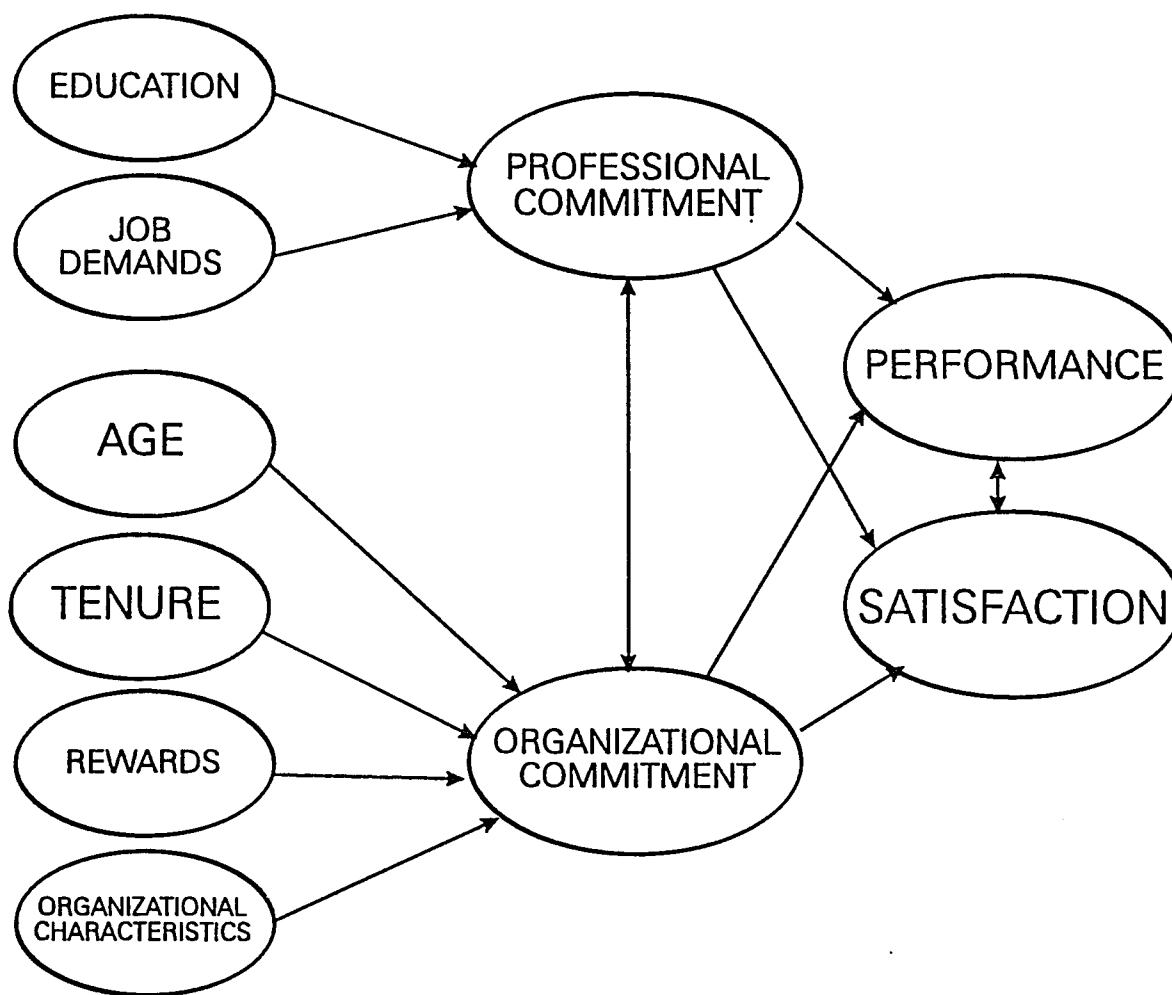 EDUCATION
JOB
DEMANDS
AGE
TENURE
REWARDS
ORGANIZATIONAL
CHARACTERISTICS
PROFESSIONAL
COMMITMENT
ORGANIZATIONAL
COMMITMENT
PERFORMANCE
SATISFACTION